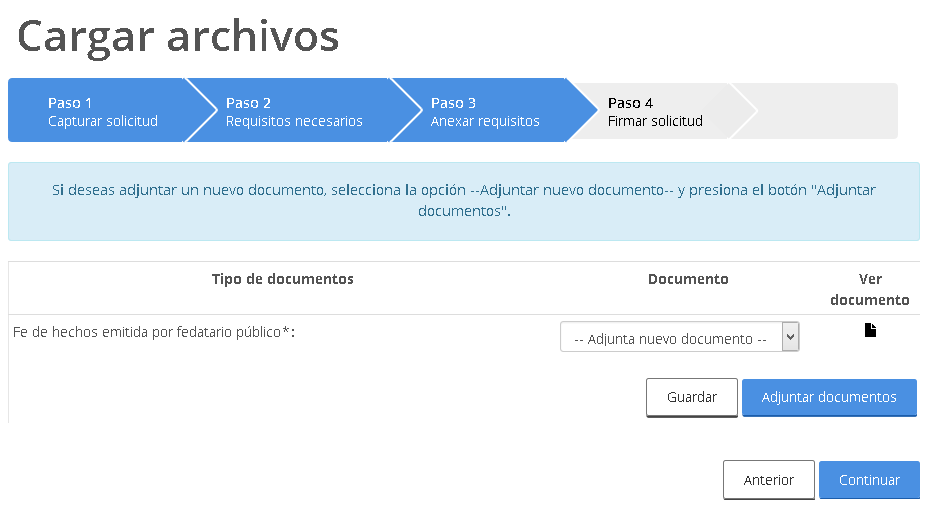 Cargar archivos
Paso 1
Capturar solicitud
Paso 2
Requisitos necesarios
Paso 3
Anexar requisitos
Paso 4
Firmar solicitud
Si deseas adjuntar un nuevo documento, selecciona la opción --Adjuntar nuevo documento-- y presiona el botón "Adjuntar
documentos".
Tipo de documentos
Documento
Ver
documento
Fe de hechos emitida por fedatario público*:
-- Adjunta nuevo documento --
Guardar
Adjuntar documentos
Anterior
Continuar